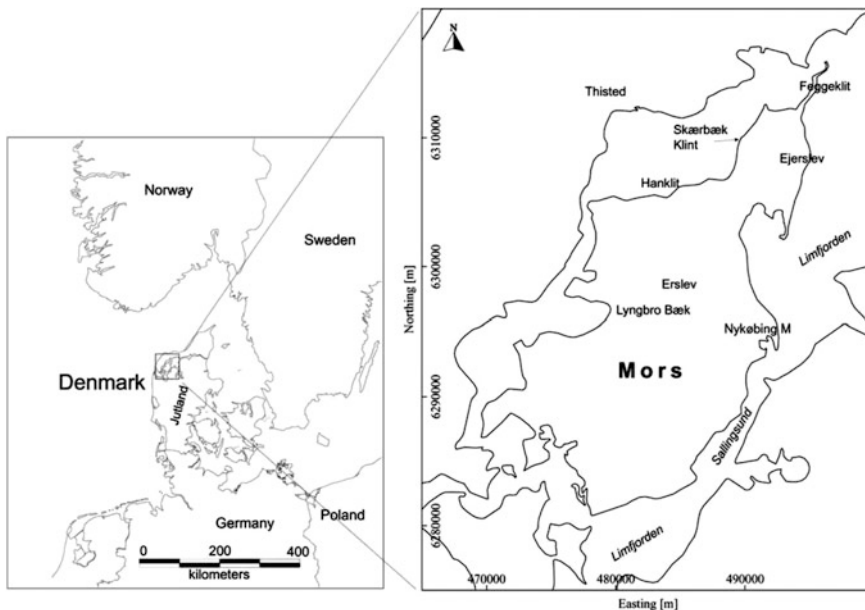 Norway
Sweden
Denmark
Jutland
Germany
Poland
0 200 400
kilometers
N
Thisted
Feggeklit
Skærbæk
Klint
Ejerslev
Hanklit
Limfjorden
Erslev
Lyngbro Bæk
Nykøbing M
Mors
Sallingsund
Limfjorden
6310000
6300000
6290000
6280000
Northing [m]
470000 480000 490000
Easting [m]